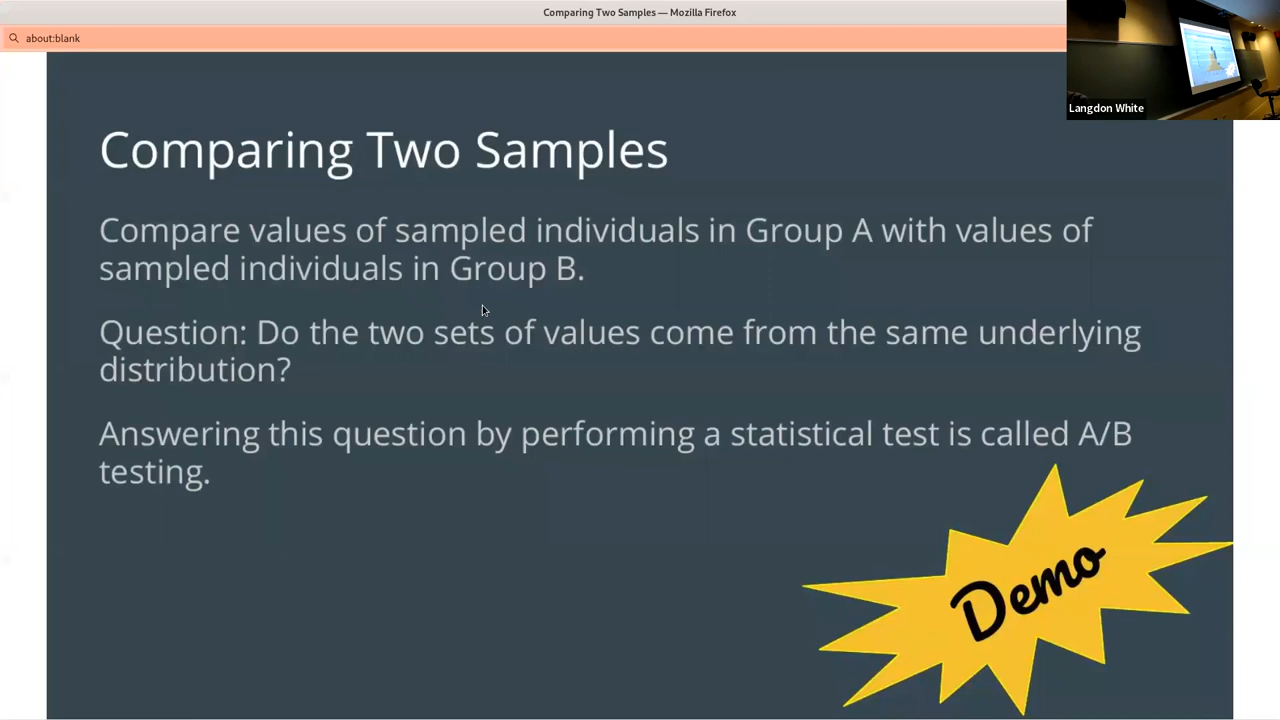 Comparing Two Samples — Mozilla Firefox
about:blank
Langdon White
Comparing Two Samples
Compare values of sampled individuals in Group A with values of
sampled individuals in Group B.
Question: Do the two sets of values come from the same underlying
distribution?
Answering this question by performing a statistical test is called A/B
testing.
Demo